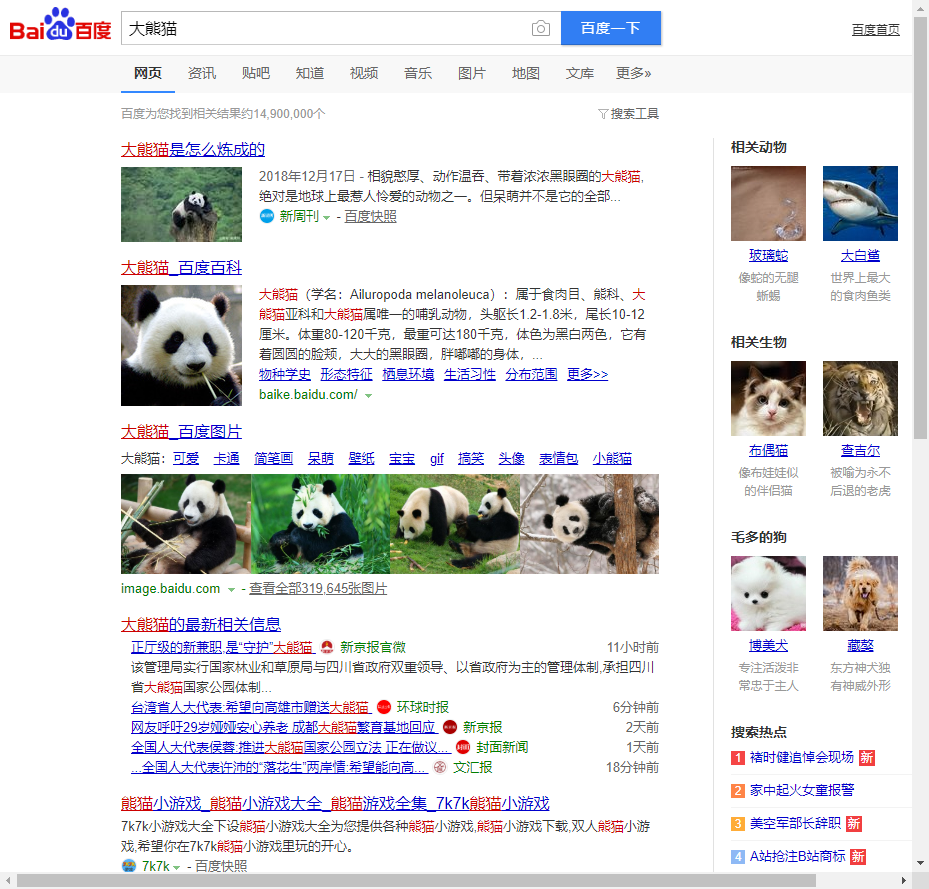 Bai du 百度
大熊猫
百度一下
百度首页
网页 资讯 贴吧 知道 视频 音乐 图片 地图 文库 更多»
百度为您找到相关结果约14,900,000个
搜索工具
大熊猫是怎么炼成的
2018年12月17日 - 相貌憨厚、动作温吞、带着浓浓黑眼圈的大熊猫,
绝对是地球上最惹人怜爱的动物之一。但呆萌并不是它的全部...
新周刊 - 百度快照
大熊猫_百度百科
大熊猫（学名：Ailuropoda melanoleuca）：属于食肉目、熊科、大
熊猫亚科和大熊猫属唯一的哺乳动物，头躯长1.2-1.8米，尾长10-12
厘米。体重80-120千克，最重可达180千克，体色为黑白两色，它有
着圆圆的脸颊，大大的黑眼圈，胖嘟嘟的身体，...
物种学史 形态特征 栖息环境 生活习性 分布范围 更多>>
baike.baidu.com/
大熊猫_百度图片
大熊猫：可爱 卡通 简笔画 呆萌 壁纸 宝宝 gif 搞笑 头像 表情包 小熊猫
image.baidu.com - 查看全部319,645张图片
大熊猫的最新相关信息
正厅级的新兼职,是“守护”大熊猫 新京报官微 11小时前
该管理局实行国家林业和草原局与四川省政府双重领导、以省政府为主的管理体制,承担四川
省大熊猫国家公园体制...
台湾省人大代表:希望向高雄市赠送大熊猫 环球时报 6分钟前
网友呼吁29岁娅娅安心养老 成都大熊猫繁育基地回应 新京报 2天前
全国人大代表侯蓉:推进大熊猫国家公园立法 正在做议... 封面新闻 1天前
...全国人大代表许沛的“落花生”两岸情:希望能向高... 文汇报 18分钟前
熊猫小游戏_熊猫小游戏大全_熊猫游戏全集_7k7k熊猫小游戏
7k7k小游戏大全下设熊猫小游戏大全为您提供各种熊猫小游戏,熊猫小游戏下载,双人熊猫小游
戏,希望你在7k7k熊猫小游戏里玩的开心。
7k7k - 百度快照
相关动物
玻璃蛇 大白鲨
像蛇的无腿 世界上最大
蜥蜴 的食肉鱼类
相关生物
布偶猫 查吉尔
像布娃娃似 被喻为永不
的伴侣猫 后退的老虎
毛多的狗
博美犬 藏獒
专注活泼非 东方神犬独
常忠于主人 有神威外形
搜索热点
1 褚时健追悼会现场 新
2 家中起火女童报警
3 美空军部长辞职 新
4 A站抢注B站商标 新